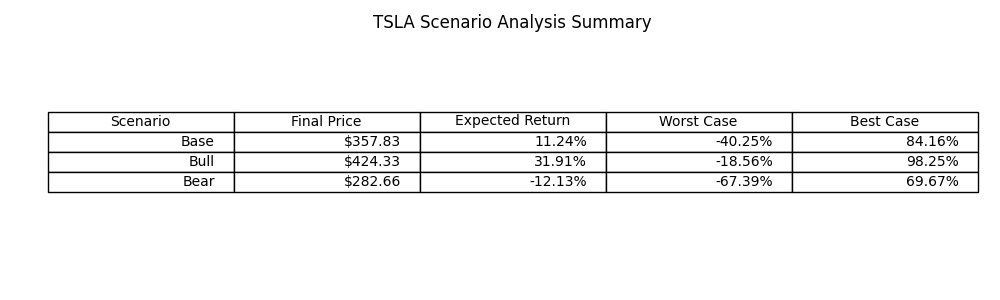 TSLA Scenario Analysis Summary
Scenario Final Price Expected Return Worst Case Best Case
Base $357.83 11.24% -40.25% 84.16%
Bull $424.33 31.91% -18.56% 98.25%
Bear $282.66 -12.13% -67.39% 69.67%